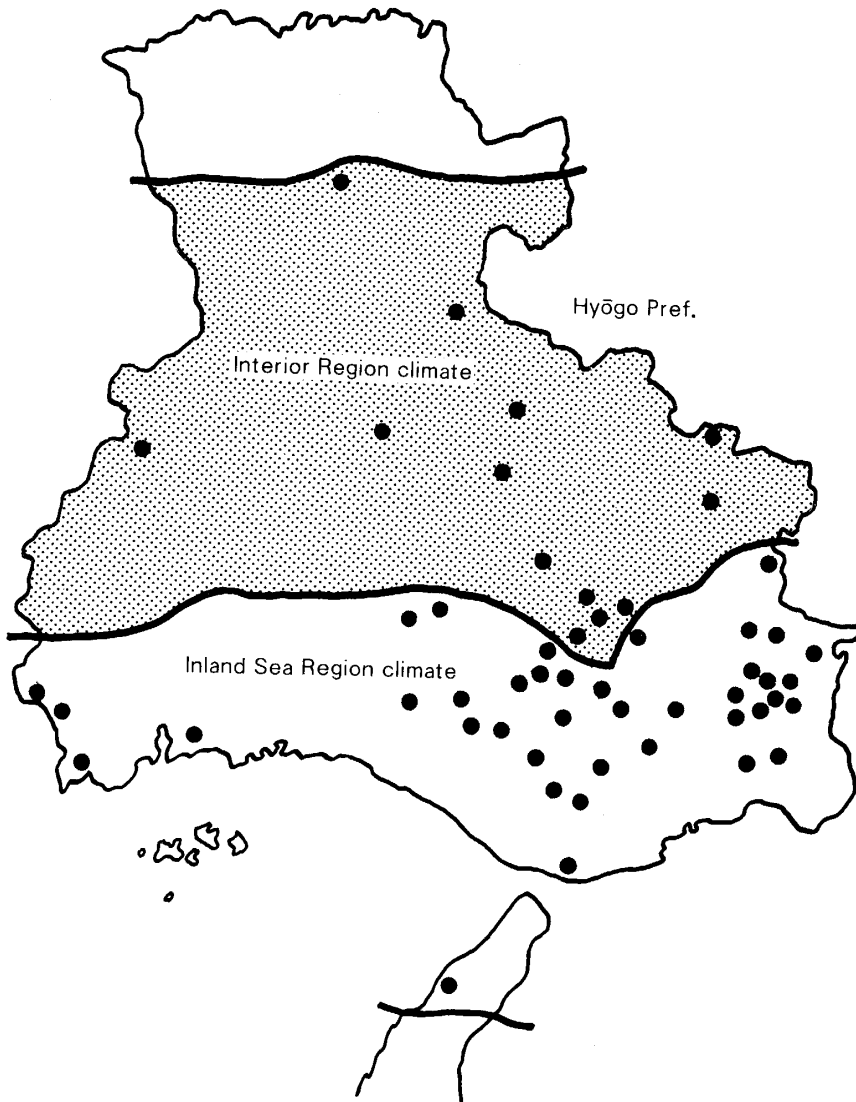 Hyōgo Pref.
Interior Region climate
Inland Sea Region climate